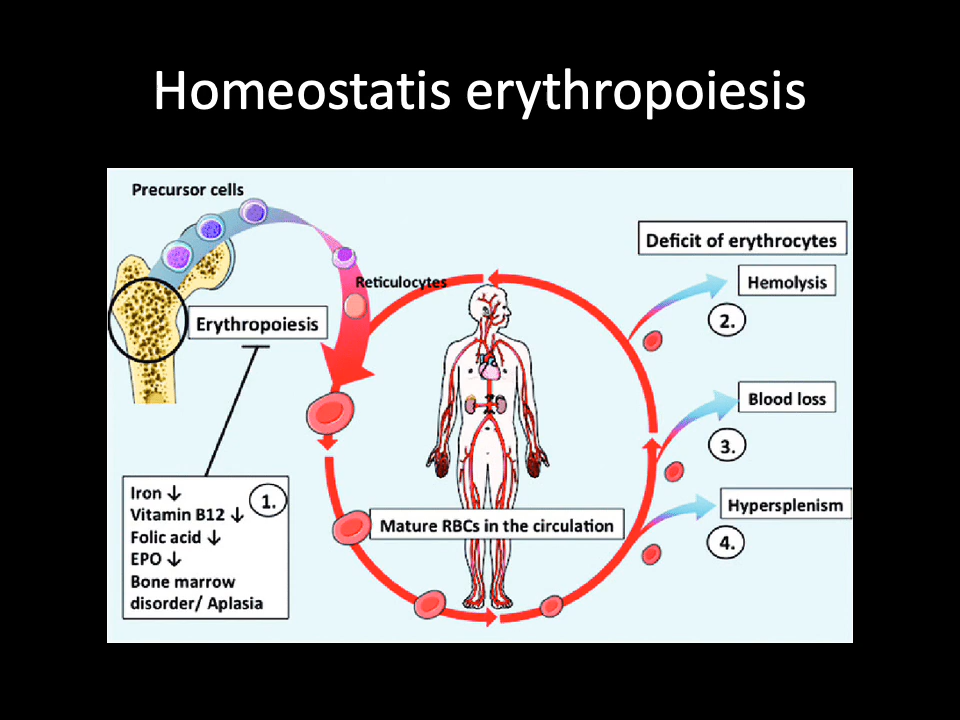 Homeostatis erythropoiesis
Precursor cells
Reticulocytes
Erythropoiesis
Deficit of erythrocytes
Hemolysis
2.
Blood loss
3.
Hypersplenism
4.
Mature RBCs in the circulation
1.
Iron ↓
Vitamin B12 ↓
Folic acid ↓
EPO ↓
Bone marrow
disorder/ Aplasia